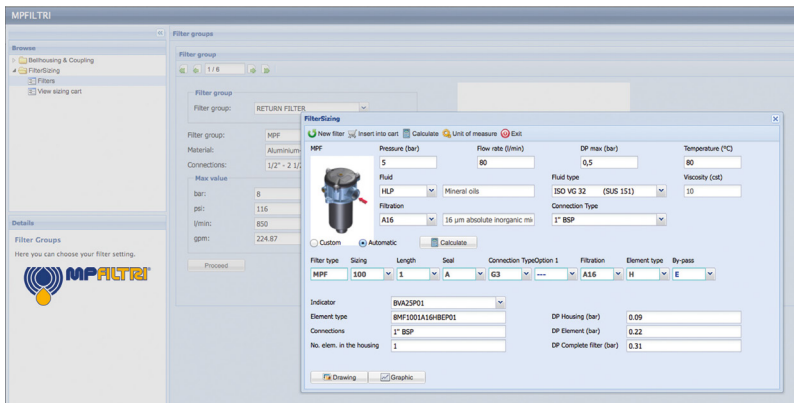 MPFILTRI
Browse
Bellhousing & Coupling
FilterSizing
Filters
View sizing cart
Details
Filter Groups
Here you can choose your filter setting.
MPFILTRI®
Filter groups
Filter group
1 / 6
Filter group
Filter group: RETURN FILTER
Filter group: MPF
Material: Aluminium
Connections: 1/2" - 2 1/2
Max value
bar: 8
psi: 116
l/min: 850
gpm: 224.87
Proceed
FilterSizing
New filter Insert into cart Calculate Unit of measure Exit
MPF Pressure (bar) Flow rate (l/min) DP max (bar) Temperature (°C)
5 80 0,5 80
Fluid Fluid type Viscosity (cst)
HLP Mineral oils ISO VG 32 (SUS 151) 10
Filtration Connection Type
A16 16 µm absolute inorganic mi 1" BSP
Custom Automatic Calculate
Filter type Sizing Length Seal Connection Type Option 1 Filtration Element type By-pass
MPF 100 1 A G3 --- A16 H E
Indicator BVA25P01
Element type 8MF1001A16HBEP01 DP Housing (bar) 0.09
Connections 1" BSP DP Element (bar) 0.22
No. elem. in the housing 1 DP Complete filter (bar) 0.31
Drawing Graphic